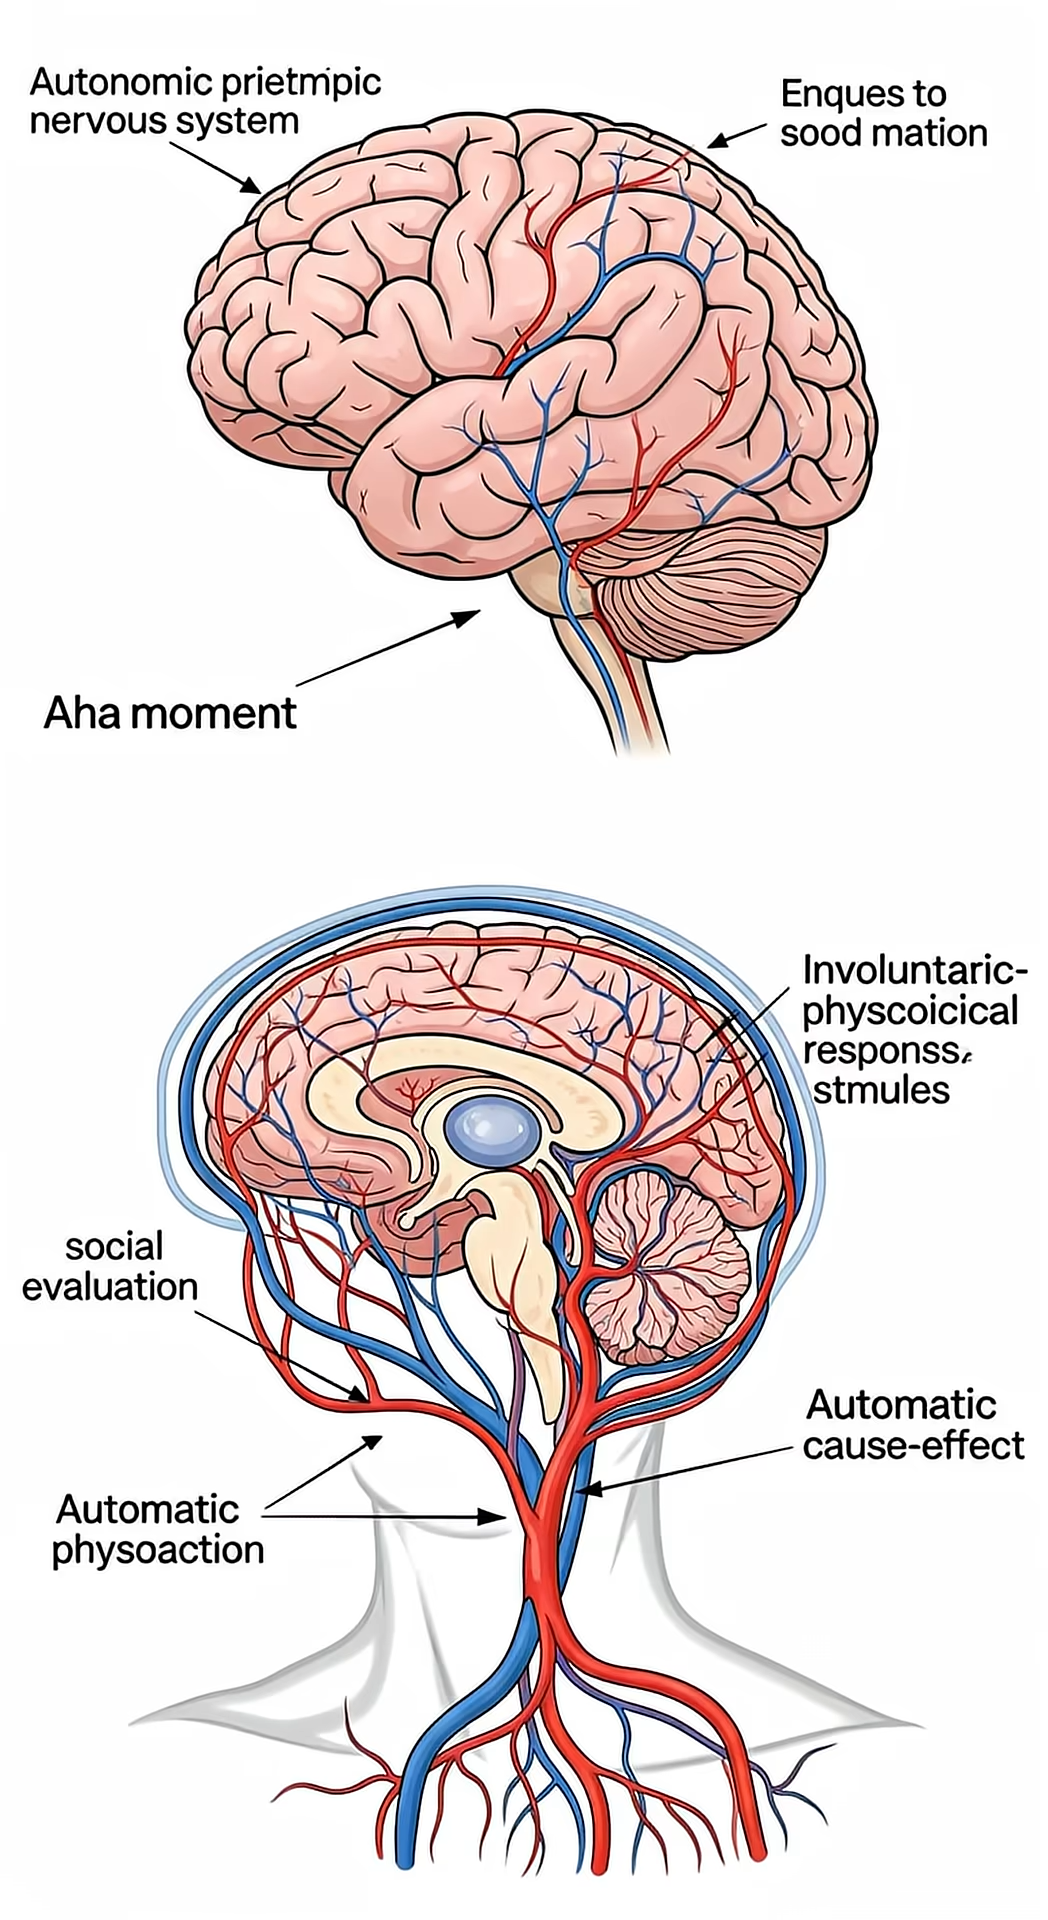 Autonomic prietmpic
nervous system
Enques to
sood mation
Aha moment
Involuntaric-
physcoicical
responss.
stmules
social
evaluation
Automatic
cause-effect
Automatic
physoaction